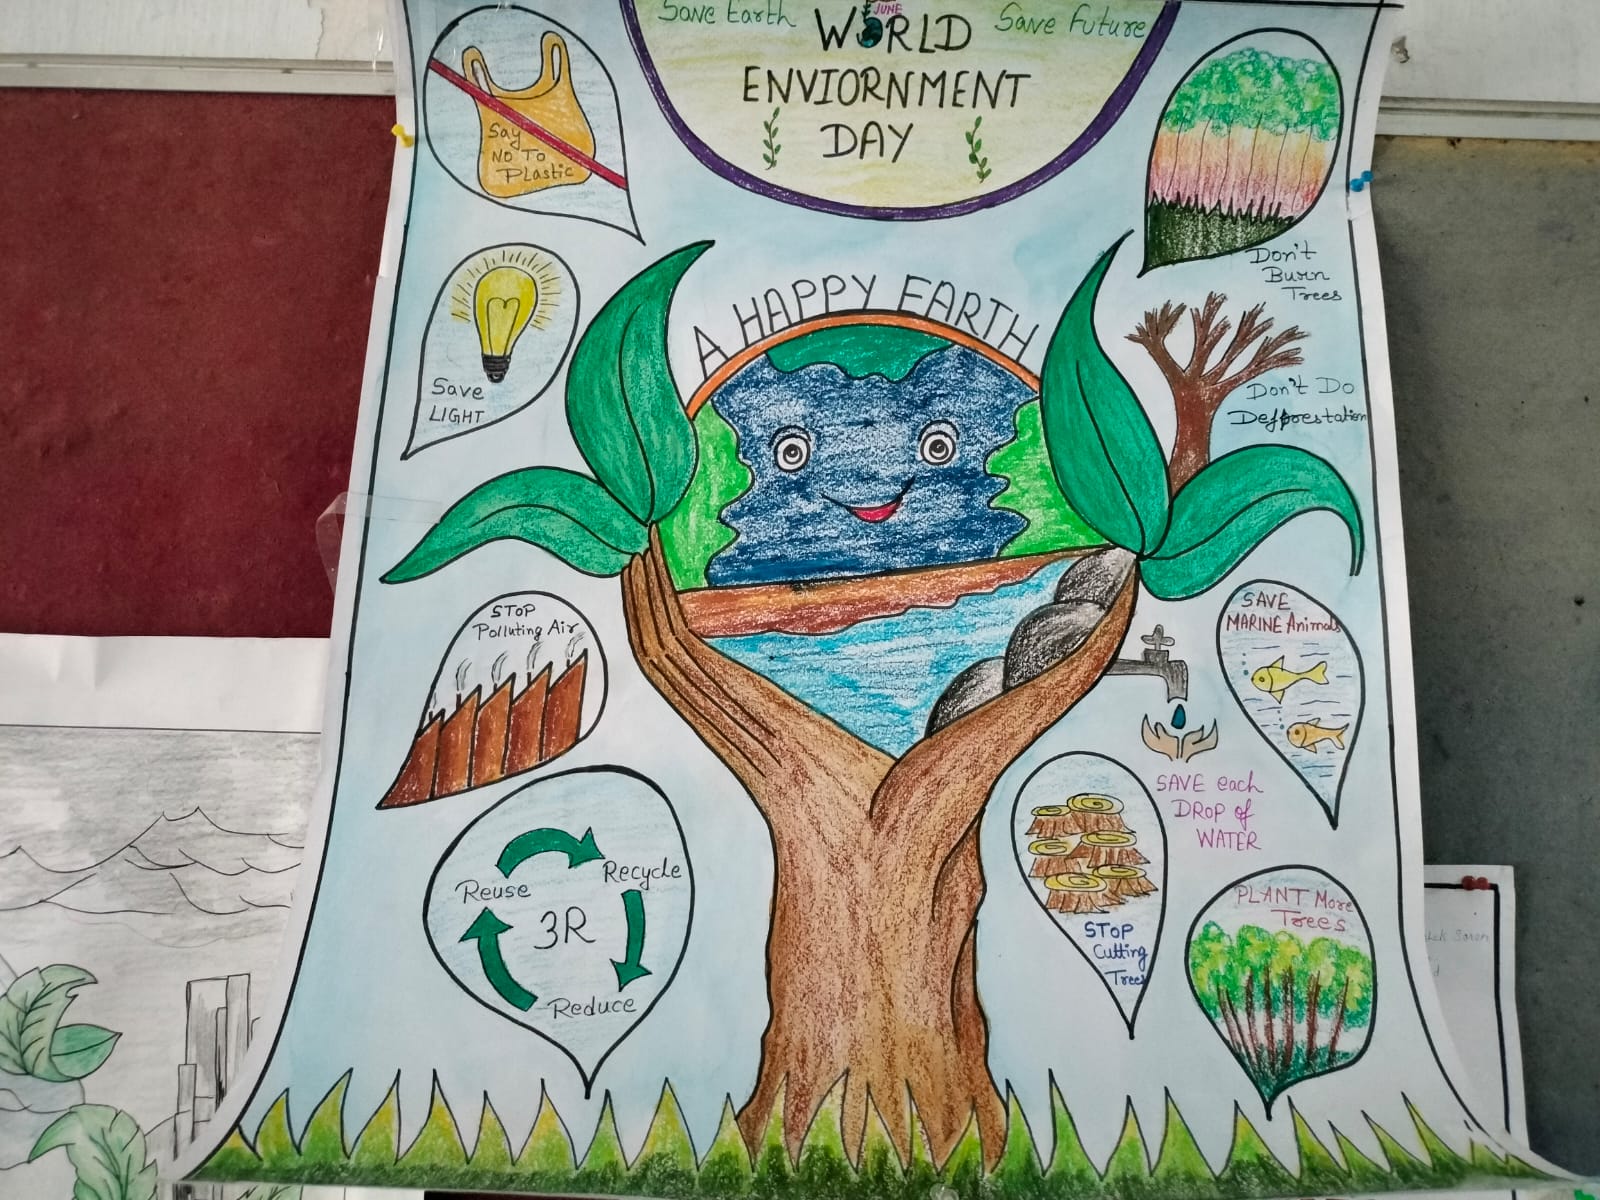 JUNE
Save Earth
WORLD
Save Future
ENVIORNMENT
DAY
Say
NO TO
Plastic
Don't
Burn
Trees
A HAPPY EARTH
Save
LIGHT
Don't Do
Defforestation
STOP
Polluting Air
SAVE
MARINE Animals
SAVE each
DROP of
WATER
Recycle
Reuse
3R
Reduce
STOP
Cutting
Trees
PLANT More
Trees